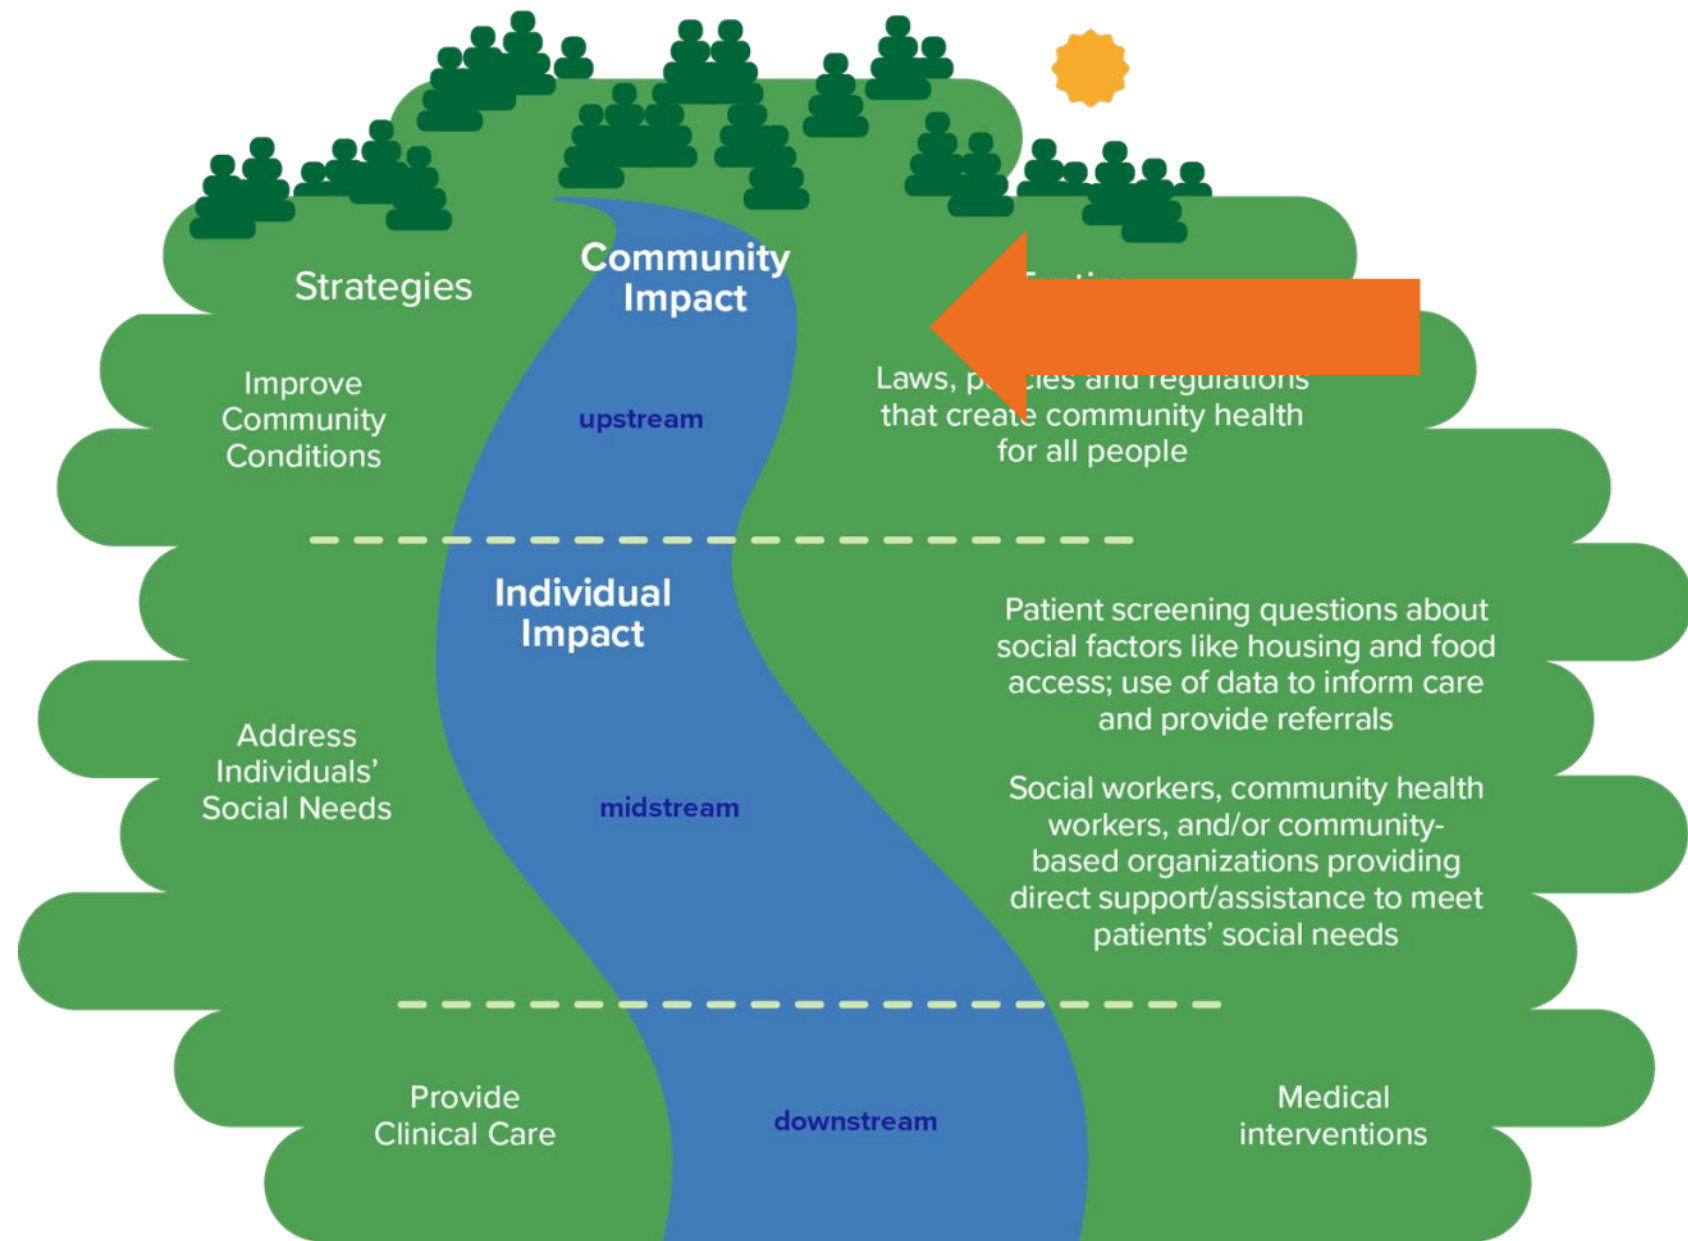 Strategies
Community
Impact
Improve
Community
Conditions
upstream
Laws, policies and regulations
that create community health
for all people
Individual
Impact
Address
Individuals’
Social Needs
midstream
Patient screening questions about
social factors like housing and food
access; use of data to inform care
and provide referrals
Social workers, community health
workers, and/or community-
based organizations providing
direct support/assistance to meet
patients’ social needs
Provide
Clinical Care
downstream
Medical
interventions